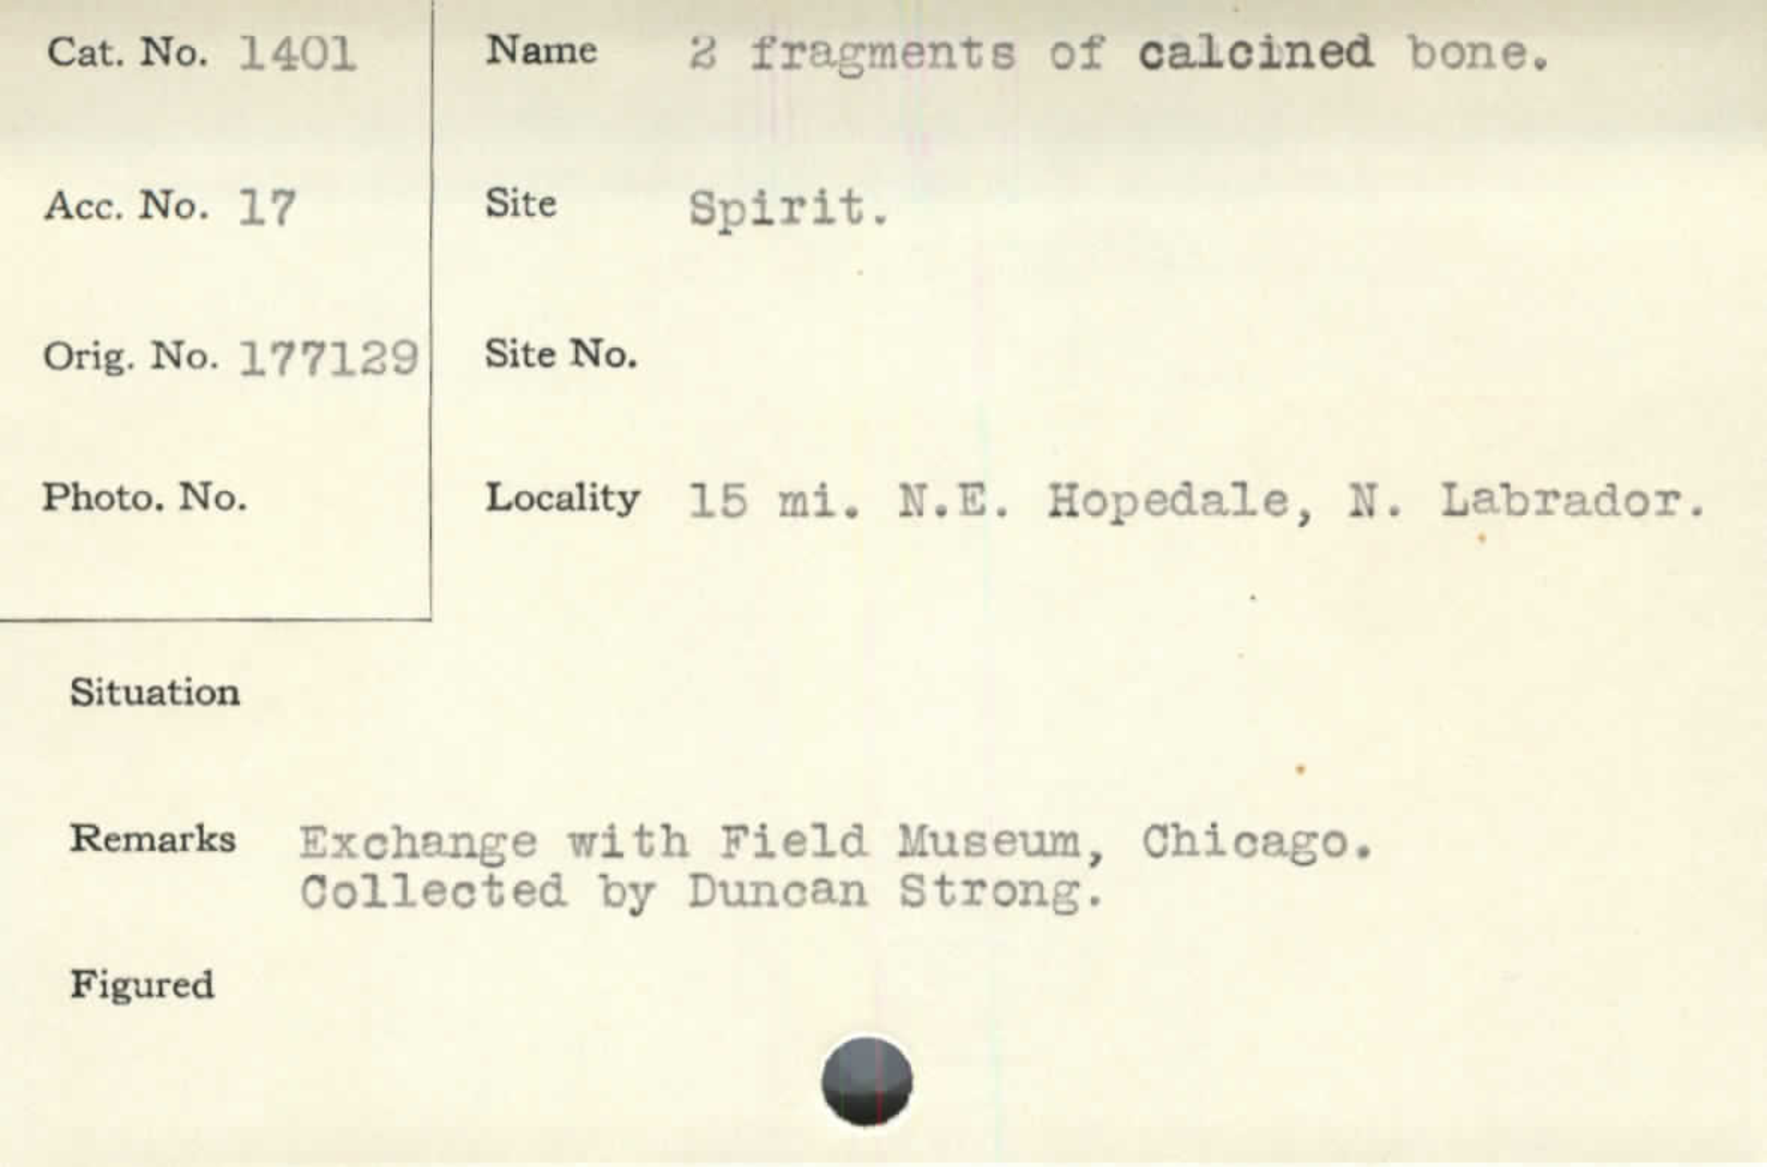 Cat. No. 1401
Name 2 fragments of calcined bone.
Acc. No. 17
Site Spirit.
Orig. No. 177129
Site No.
Photo. No.
Locality 15 mi. N.E. Hopedale, N. Labrador.
Situation
Remarks Exchange with Field Museum, Chicago.
Collected by Duncan Strong.
Figured